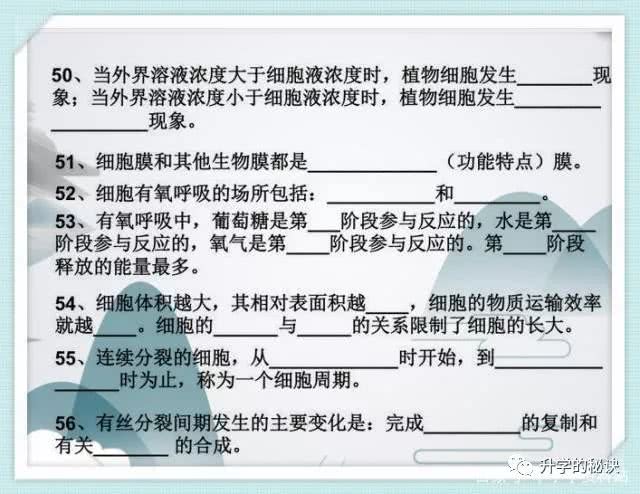 50、当外界溶液浓度大于细胞液浓度时，植物细胞发生________现
象；当外界溶液浓度小于细胞液浓度时，植物细胞发生_________
__________现象。
51、细胞膜和其他生物膜都是______________（功能特点）膜。
52、细胞有氧呼吸的场所包括：____________和_________。
53、有氧呼吸中，葡萄糖是第___阶段参与反应的，水是第____
阶段参与反应的，氧气是第____阶段参与反应的。第____阶段
释放的能量最多。
54、细胞体积越大，其相对表面积越____，细胞的物质运输效率
就越____。细胞的______与_____的关系限制了细胞的长大。
55、连续分裂的细胞，从______________时开始，到___________
_______时为止，称为一个细胞周期。
56、有丝分裂间期发生的主要变化是：完成__________的复制和
有关_______ 的合成。
升学的秘诀